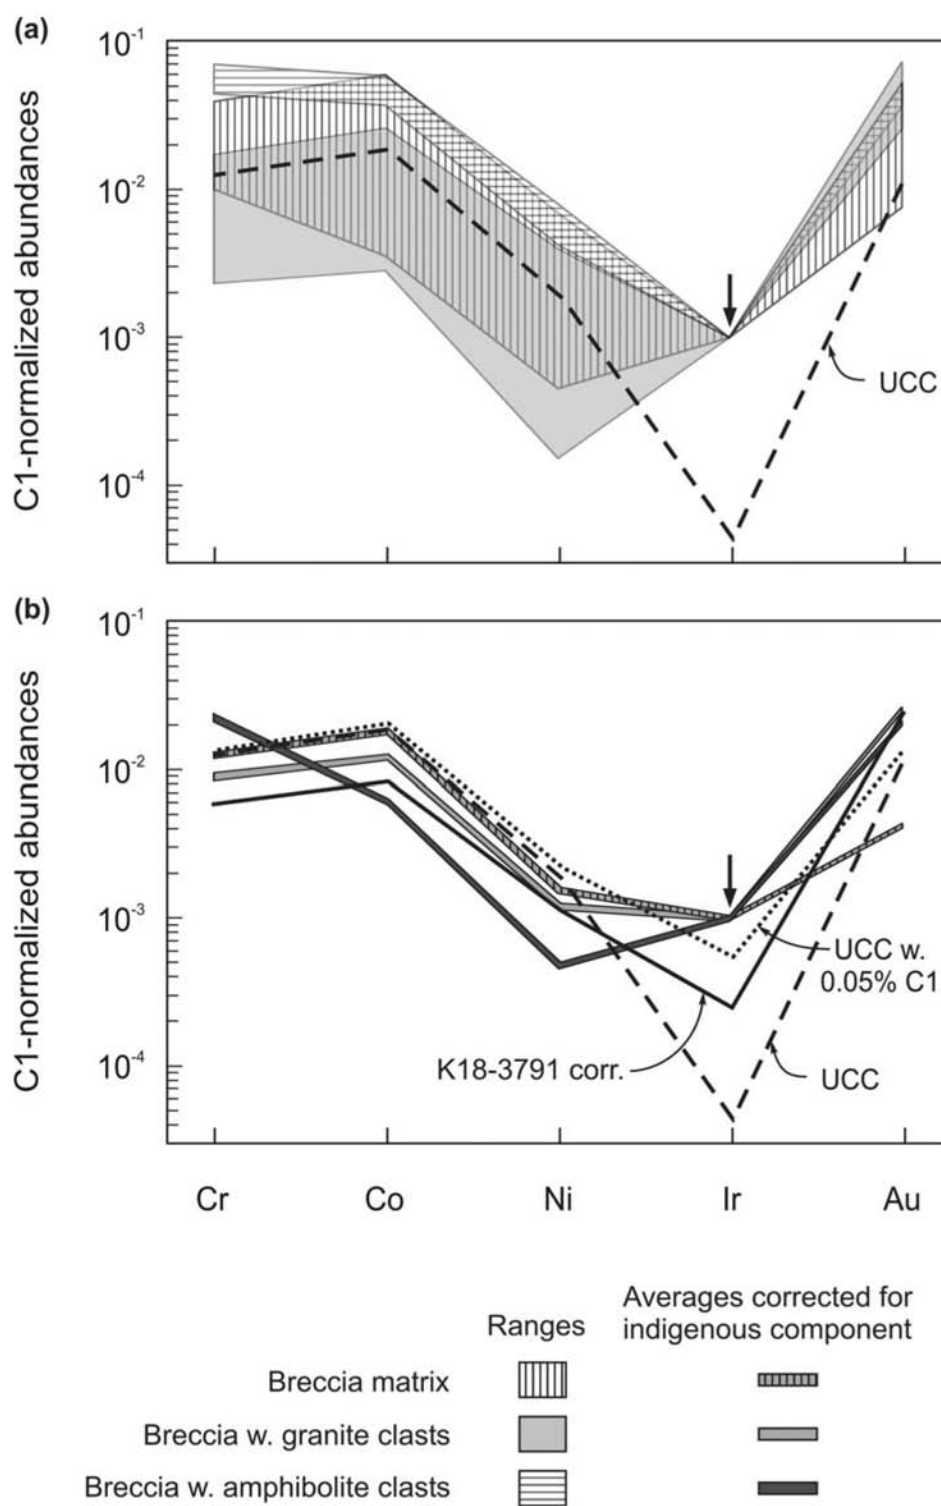 (a)
C1-normalized abundances
10-1
10-2
10-3
10-4
UCC
(b)
C1-normalized abundances
10-1
10-2
10-3
10-4
UCC w.
0.05% C1
K18-3791 corr.
UCC
Cr Co Ni Ir Au
Ranges
Averages corrected for
indigenous component
Breccia matrix
Breccia w. granite clasts
Breccia w. amphibolite clasts